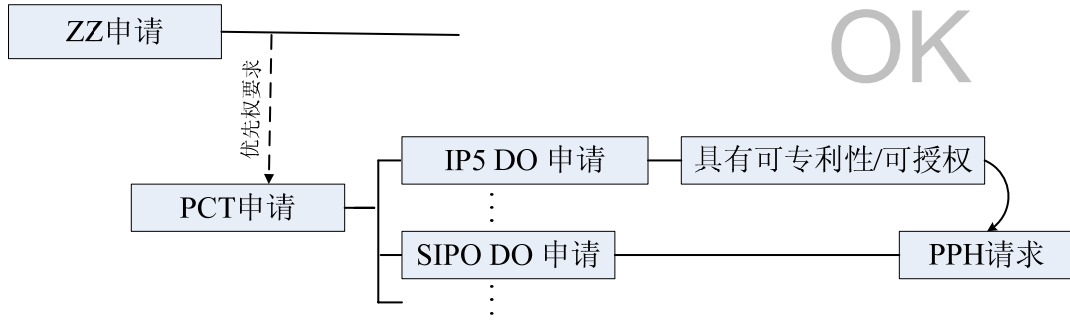 ZZ申请
OK
优先权要求
IP5 DO 申请
具有可专利性/可授权
PCT申请
SIPO DO 申请
PPH请求